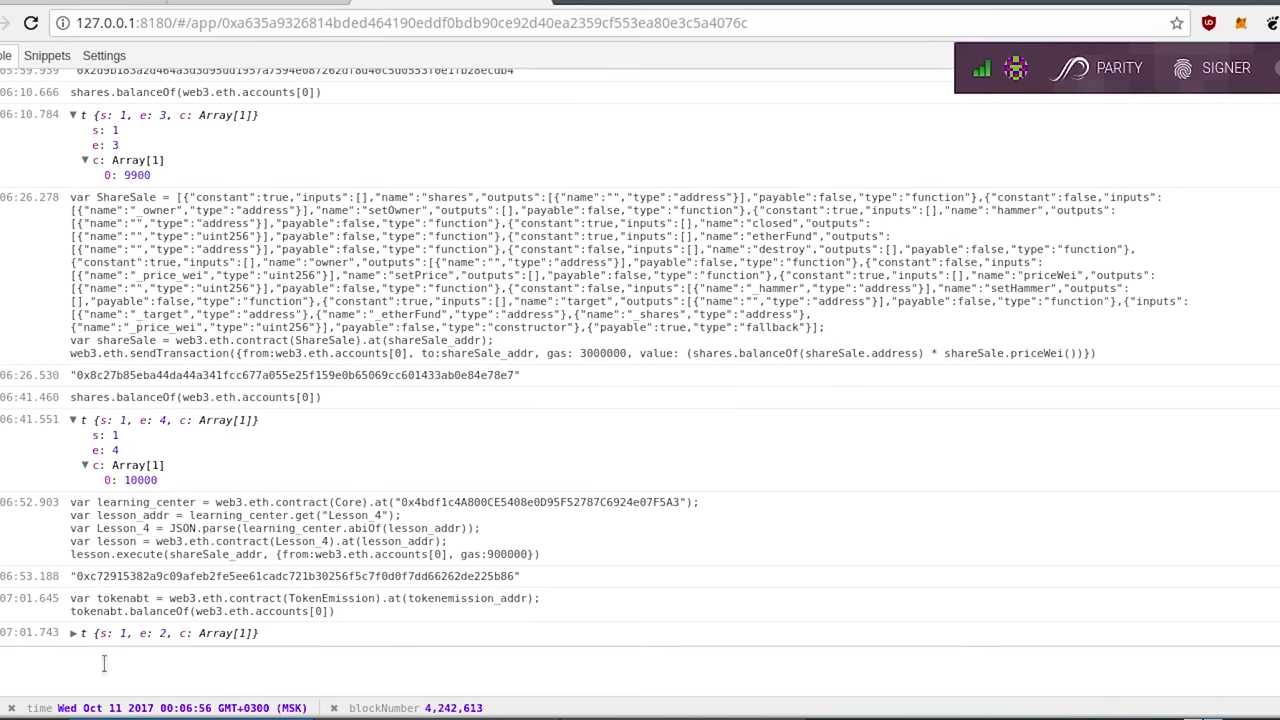 127.0.0.1:8180/#/app/0xa635a9326814bded464190eddf0bdb90ce92d40ea2359cf553ea80e3c5a4076c
Snippets Settings
PARITY SIGNER
06:10.666 shares.balanceOf(web3.eth.accounts[0])
06:10.784 ▼ t {s: 1, e: 3, c: Array[1]}
s: 1
e: 3
▼ c: Array[1]
0: 9900
06:26.278 var ShareSale = [{"constant":true,"inputs":[],"name":"shares","outputs":[{"name":"","type":"address"}],"payable":false,"type":"function"},{"constant":false,"inputs":
[{"name":"_owner","type":"address"}],"name":"setOwner","outputs":[],"payable":false,"type":"function"},{"constant":true,"inputs":[],"name":"hammer","outputs":
[{"name":"","type":"address"}],"payable":false,"type":"function"},{"constant":true,"inputs":[],"name":"closed","outputs":
[{"name":"","type":"uint256"}],"payable":false,"type":"function"},{"constant":true,"inputs":[],"name":"etherFund","outputs":
[{"name":"","type":"address"}],"payable":false,"type":"function"},{"constant":false,"inputs":[],"name":"destroy","outputs":[],"payable":false,"type":"function"},
{"constant":true,"inputs":[],"name":"owner","outputs":[{"name":"","type":"address"}],"payable":false,"type":"function"},{"constant":false,"inputs":
[{"name":"_price_wei","type":"uint256"}],"name":"setPrice","outputs":[],"payable":false,"type":"function"},{"constant":true,"inputs":[],"name":"priceWei","outputs":
[{"name":"","type":"uint256"}],"payable":false,"type":"function"},{"constant":false,"inputs":[{"name":"_hammer","type":"address"}],"name":"setHammer","outputs":
[],"payable":false,"type":"function"},{"constant":true,"inputs":[],"name":"target","outputs":[{"name":"","type":"address"}],"payable":false,"type":"function"},{"inputs":
[{"name":"_target","type":"address"},{"name":"_etherFund","type":"address"},{"name":"_shares","type":"address"},
{"name":"_price_wei","type":"uint256"}],"payable":false,"type":"constructor"},{"payable":true,"type":"fallback"}];
var shareSale = web3.eth.contract(ShareSale).at(shareSale_addr);
web3.eth.sendTransaction({from:web3.eth.accounts[0], to:shareSale_addr, gas: 3000000, value: (shares.balanceOf(shareSale.address) * shareSale.priceWei())})
06:26.530 "0x8c27b85eba44da44a341fcc677a055e25f159e0b65069cc601433ab0e84e78e7"
06:41.460 shares.balanceOf(web3.eth.accounts[0])
06:41.551 ▼ t {s: 1, e: 4, c: Array[1]}
s: 1
e: 4
▼ c: Array[1]
0: 10000
06:52.903 var learning_center = web3.eth.contract(Core).at("0x4bdf1c4A800CE5408e0D95F52787C6924e07F5A3");
var lesson_addr = learning_center.get("Lesson_4");
var Lesson_4 = JSON.parse(learning_center.abiOf(lesson_addr));
var lesson = web3.eth.contract(Lesson_4).at(lesson_addr);
lesson.execute(shareSale_addr, {from:web3.eth.accounts[0], gas:900000})
06:53.188 "0xc72915382a9c09afeb2fe5ee61cadc721b30256f5c7f0d0f7dd66262de225b86"
07:01.645 var tokenabt = web3.eth.contract(TokenEmission).at(tokenemission_addr);
tokenabt.balanceOf(web3.eth.accounts[0])
07:01.743 ▶ t {s: 1, e: 2, c: Array[1]}
time Wed Oct 11 2017 00:06:56 GMT+0300 (MSK) blockNumber 4,242,613